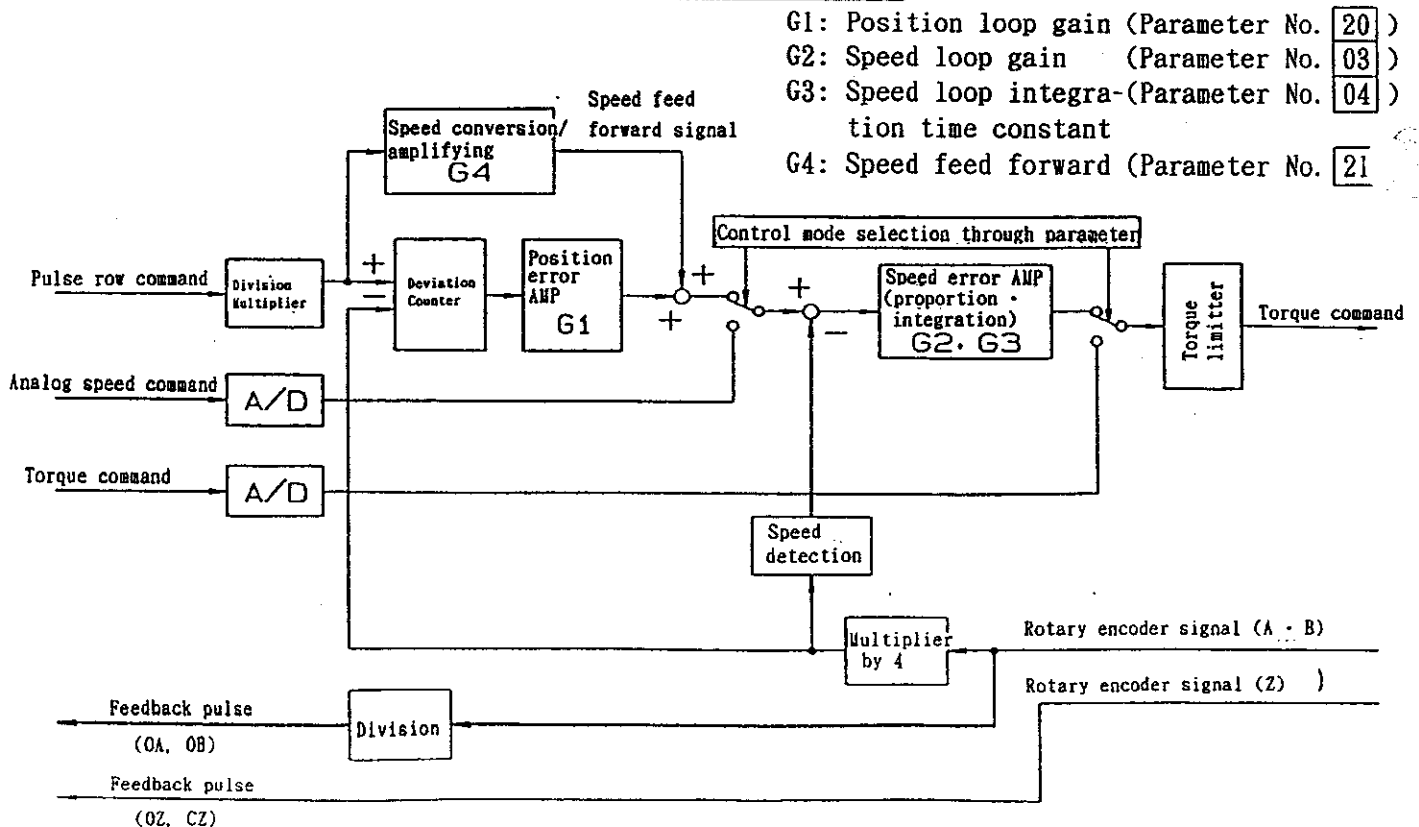 G1: Position loop gain (Parameter No. 20 )
G2: Speed loop gain (Parameter No. 03 )
G3: Speed loop integra-(Parameter No. 04 )
tion time constant
G4: Speed feed forward (Parameter No. 21
Speed feed
forward signal
Speed conversion/
amplifying
G4
Control mode selection through parameter
Pulse row command
Division
Multiplier
+
−
Deviation
Counter
Position
error
AMP
G1
+
+
+
−
Speed error AMP
(proportion ·
integration)
G2. G3
Torque
limitter
Torque command
Analog speed command
A/D
Torque command
A/D
Speed
detection
Multiplier
by 4
Rotary encoder signal (A · B)
Rotary encoder signal (Z) )
Feedback pulse
(OA, OB)
Division
Feedback pulse
(OZ, CZ)